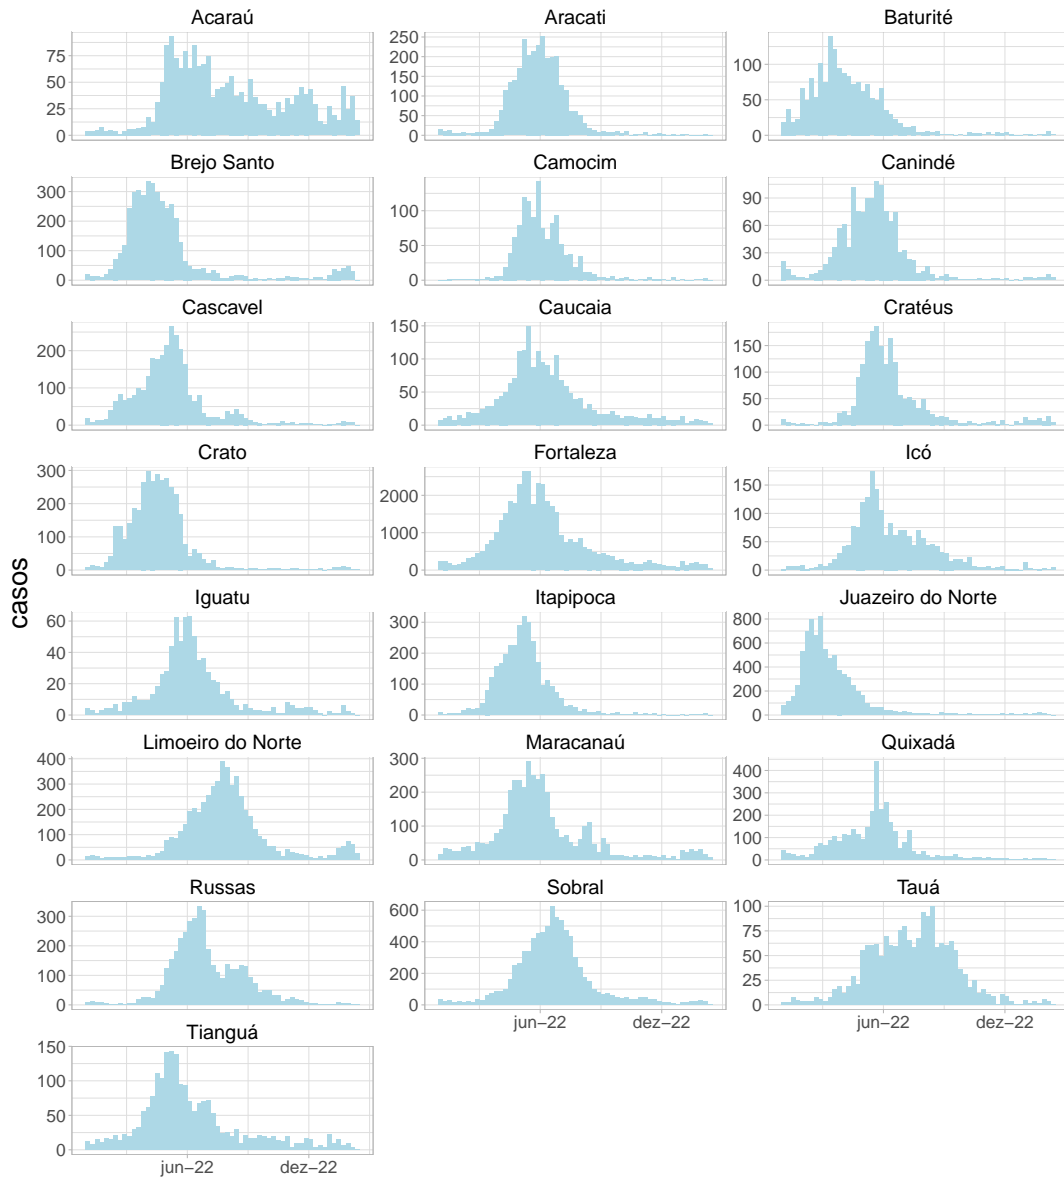 Acaraú Aracati Baturité
75 50 25 0
250 200 150 100 50 0
100 50 0
Brejo Santo Camocim Canindé
300 200 100 0
100 50 0
90 60 30 0
Cascavel Caucaia Cratéus
200 100 0
150 100 50 0
150 100 50 0
Crato Fortaleza Icó
300 200 100 0
2000 1000 0
150 100 50 0
casos
Iguatu Itapipoca Juazeiro do Norte
60 40 20 0
300 200 100 0
800 600 400 200 0
Limoeiro do Norte Maracanaú Quixadá
400 300 200 100 0
300 200 100 0
400 300 200 100 0
Russas Sobral Tauá
300 200 100 0
600 400 200 0
100 75 50 25 0
jun−22 dez−22 jun−22 dez−22
Tianguá
150 100 50 0
jun−22 dez−22